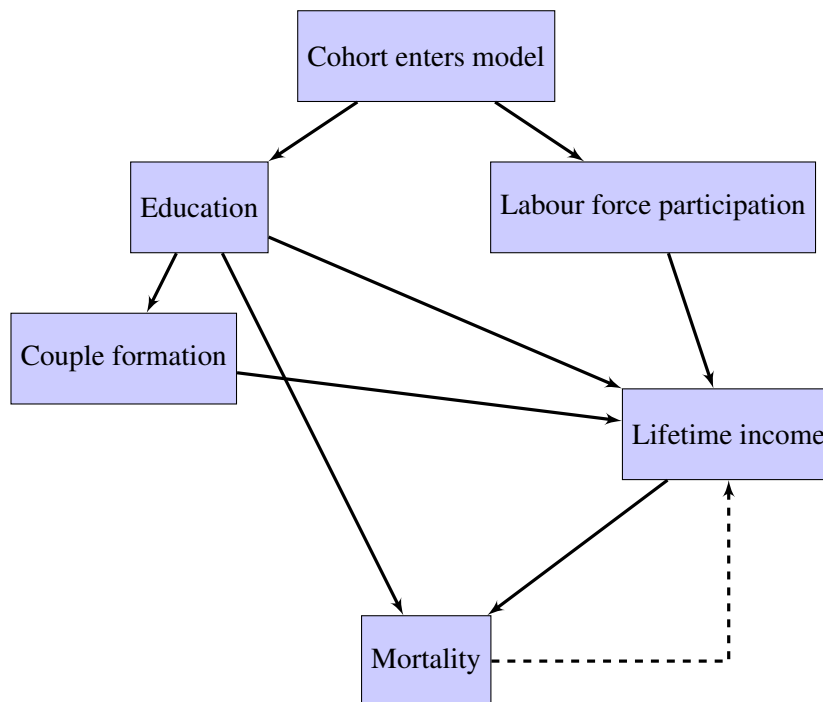 Cohort enters model
Education
Labour force participation
Couple formation
Lifetime income
Mortality